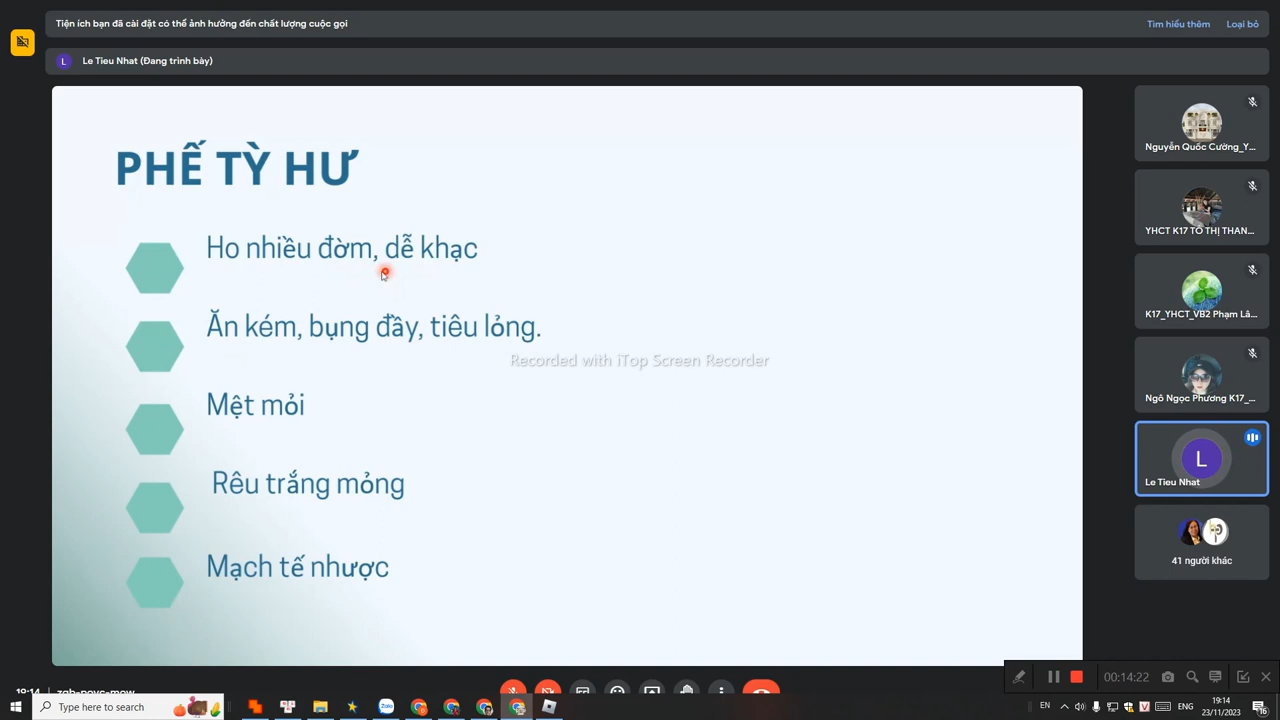 Tiện ích bạn đã cài đặt có thể ảnh hưởng đến chất lượng cuộc gọi
Tìm hiểu thêm
Loại bỏ
L
Le Tieu Nhat (Đang trình bày)
PHẾ TỲ HƯ
Ho nhiều đờm, dễ khạc
Ăn kém, bụng đầy, tiêu lỏng.
Recorded with iTop Screen Recorder
Mệt mỏi
Rêu trắng mỏng
Mạch tế nhược
Nguyễn Quốc Cường_Y...
YHCT K17 TÔ THỊ THAN...
K17_YHCT_VB2 Phạm Lâ...
Ngô Ngọc Phương K17_...
L
Le Tieu Nhat
41 người khác
00:14:22
19:14
Type here to search
Zalo
EN
V
ENG
19:14
23/11/2023
16